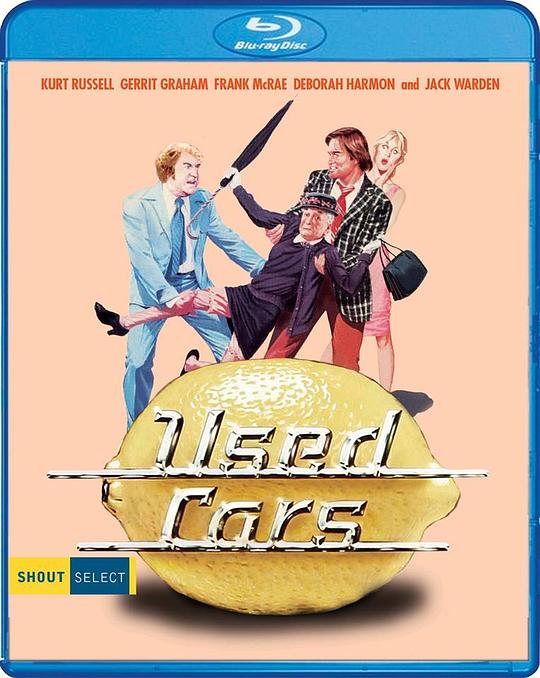 Blu-ray Disc
KURT RUSSELL GERRIT GRAHAM FRANK McRAE DEBORAH HARMON and JACK WARDEN
Used
Cars
SHOUT SELECT